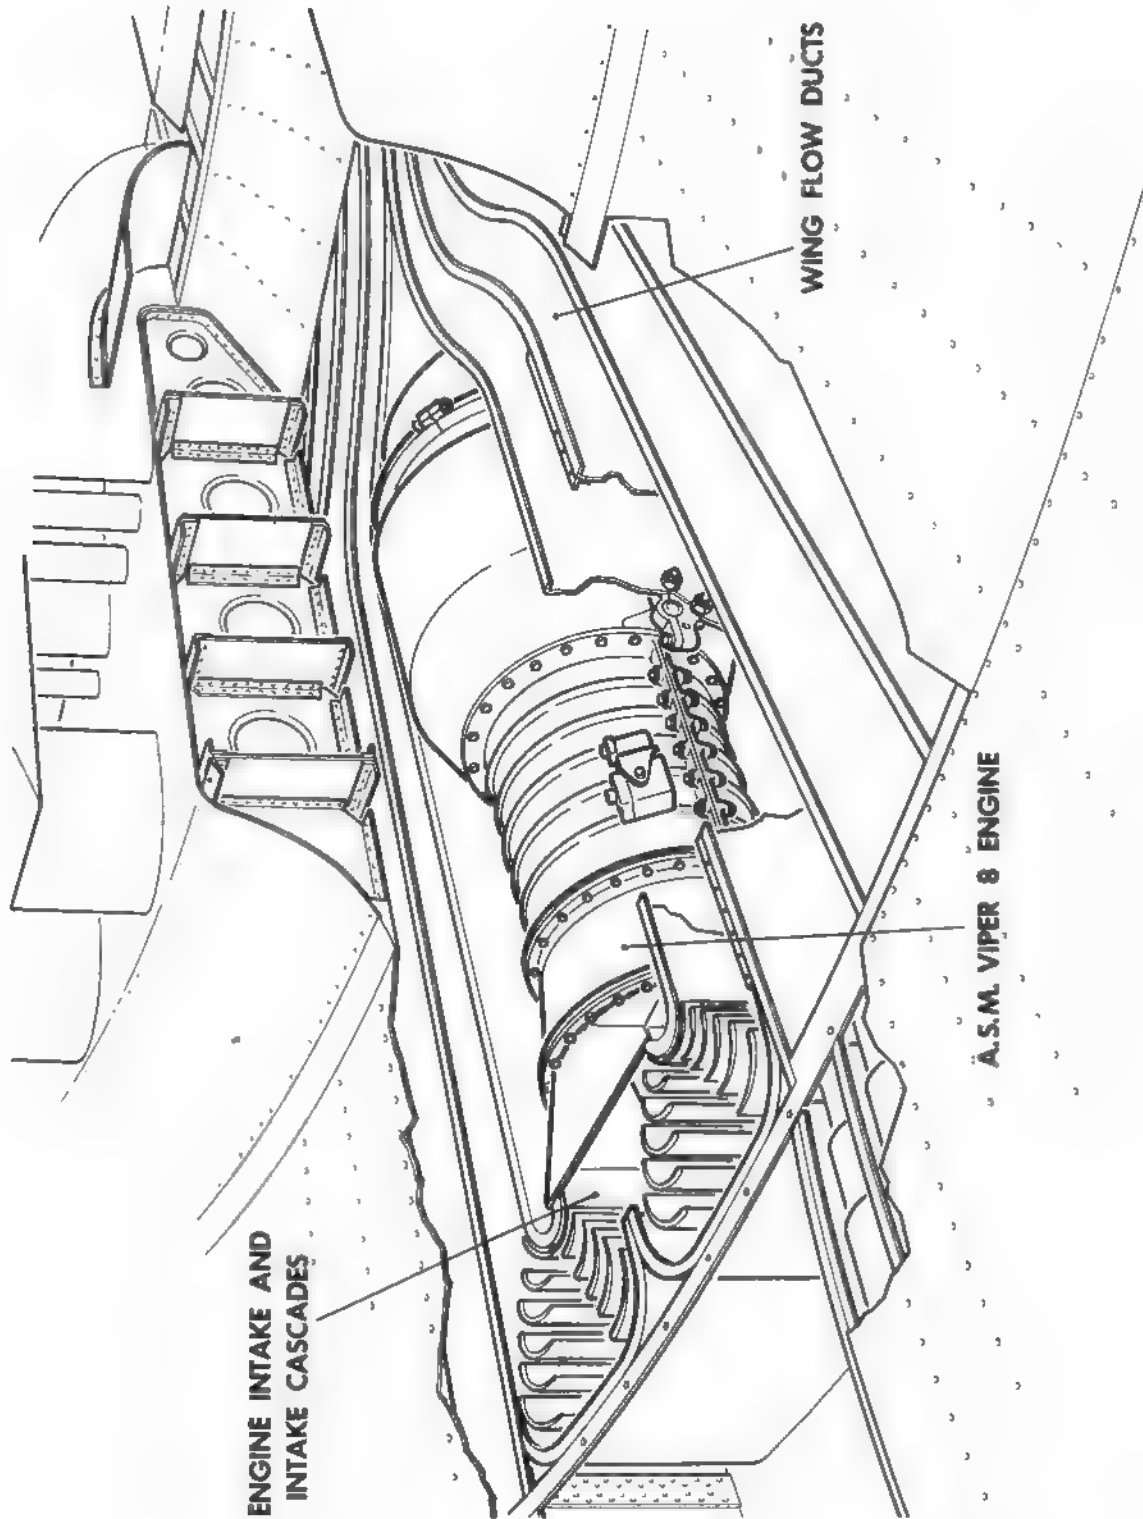 ENGINE INTAKE AND
INTAKE CASCADES
A.S.M. VIPER 8 ENGINE
WING FLOW DUCTS